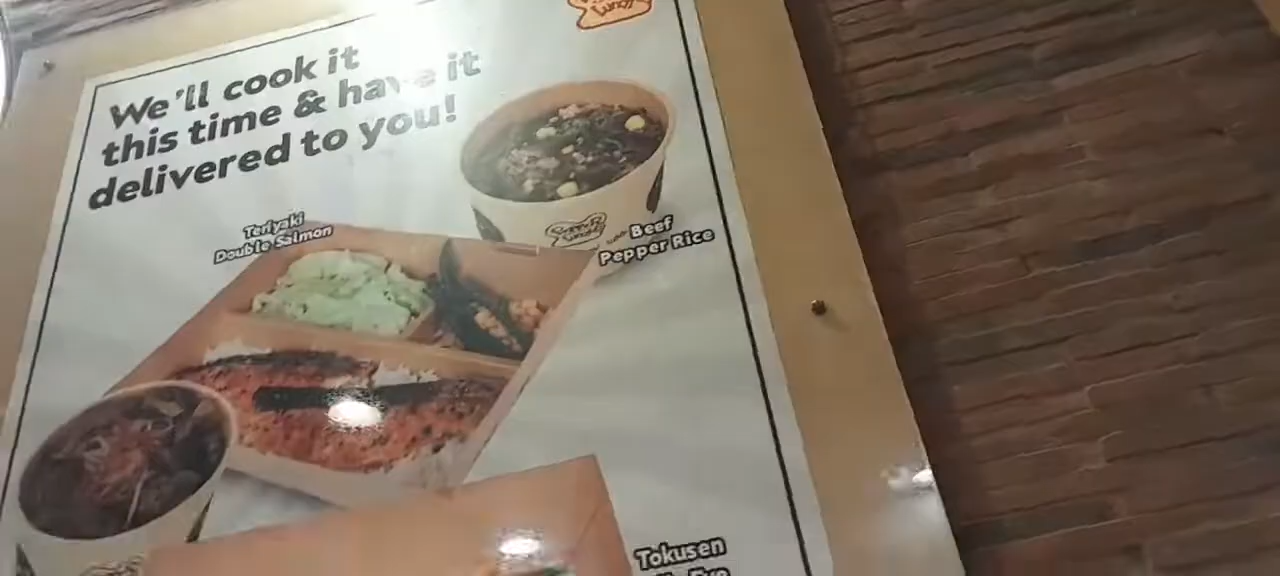 We'll cook it
this time & have it
delivered to you!
Teriyaki
Double Salmon
Beef
Pepper Rice
Tokusen